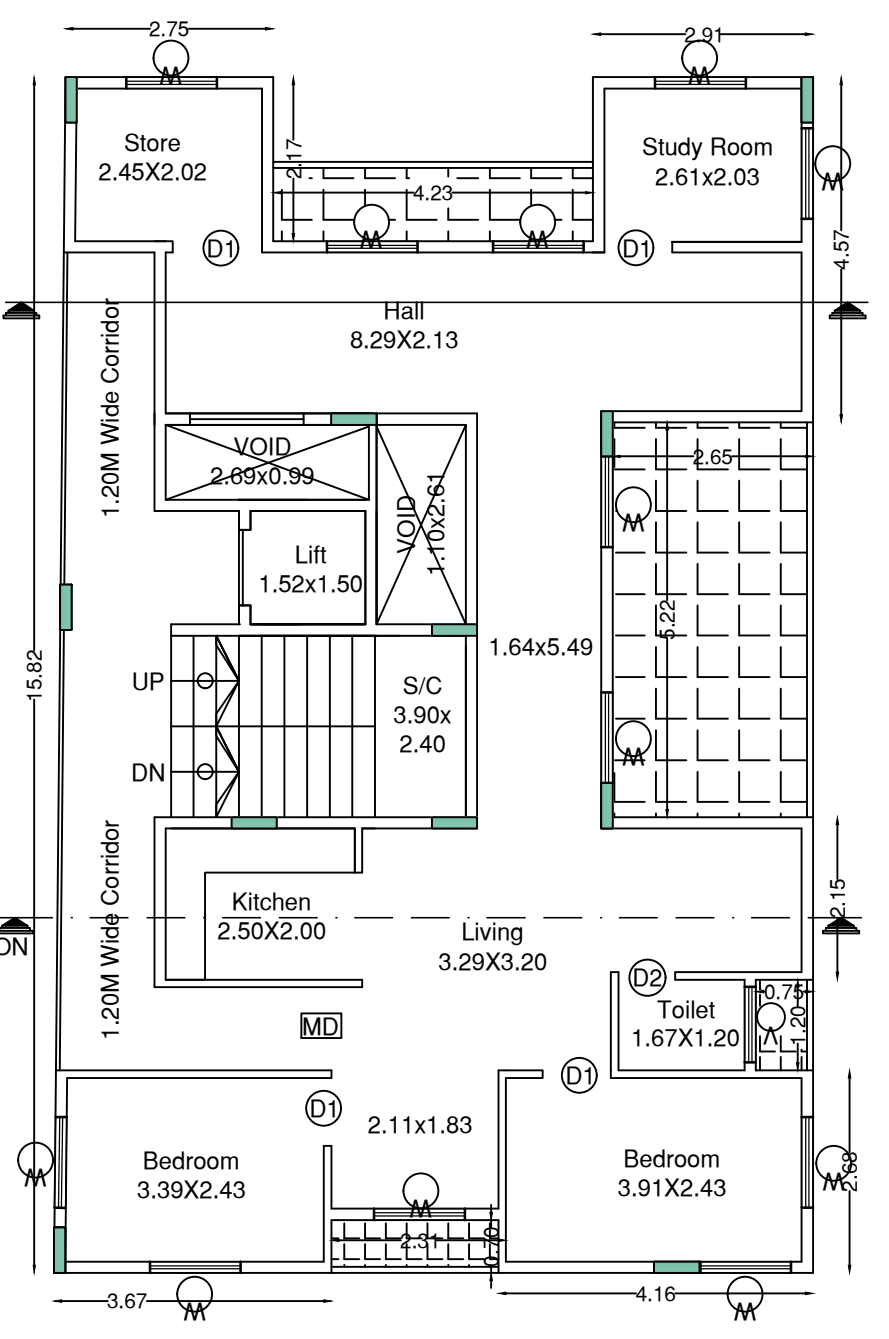 2.75
2.91
W
W
Store
2.45X2.02
2.17
Study Room
2.61x2.03
W
4.23
W
W
D1
D1
4.57
Hall
8.29X2.13
1.20M Wide Corridor
VOID
2.69x0.99
VOID
1.10x2.61
2.65
W
Lift
1.52x1.50
5.22
1.64x5.49
15.82
UP
S/C
3.90x
2.40
W
DN
1.20M Wide Corridor
Kitchen
2.50X2.00
2.15
ON
Living
3.29X3.20
D2
0.75
Toilet
1.67X1.20
1.20
MD
D1
D1
2.11x1.83
Bedroom
3.39X2.43
Bedroom
3.91X2.43
W
W
2.68
W
2.31
0.70
3.67
W
4.16
W